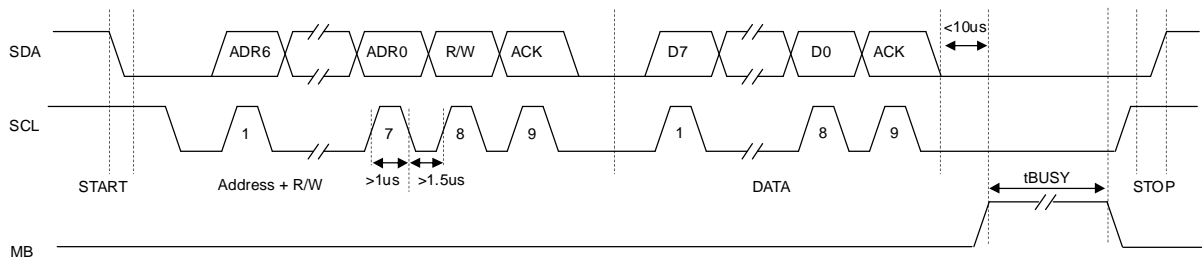 <10us
SDA ADR6 ADR0 R/W ACK D7 D0 ACK
SCL 1 7 8 9 1 8 9
START Address + R/W >1us >1.5us DATA tBUSY STOP
MB